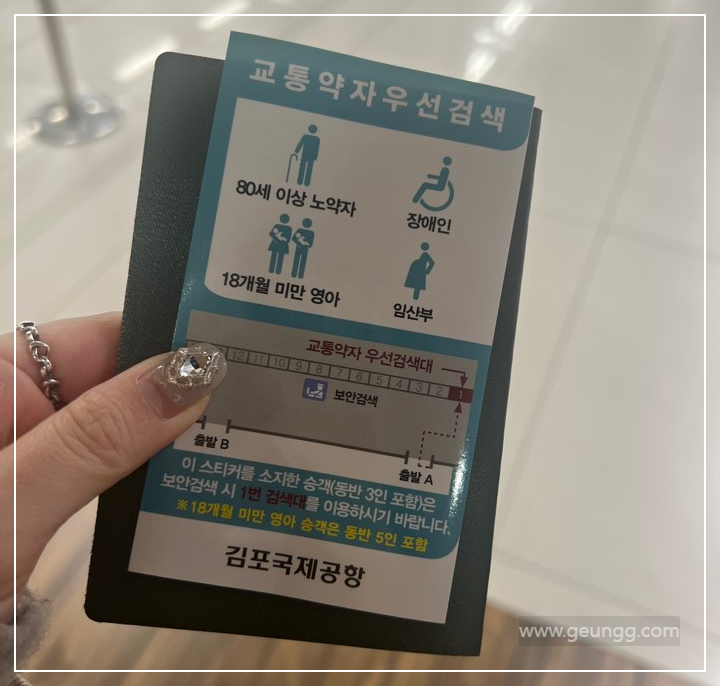 교통약자우선검색
80세 이상 노약자
장애인
18개월 미만 영아
임산부
교통약자 우선검색대
12 11 10 9 8 7 6 5 4 3 2 1
보안검색
출발 B
출발 A
이 스티커를 소지한 승객(동반 3인 포함)은
보안검색 시 1번 검색대를 이용하시기 바랍니다.
※18개월 미만 영아 승객은 동반 5인 포함
김포국제공항
www.geungg.com